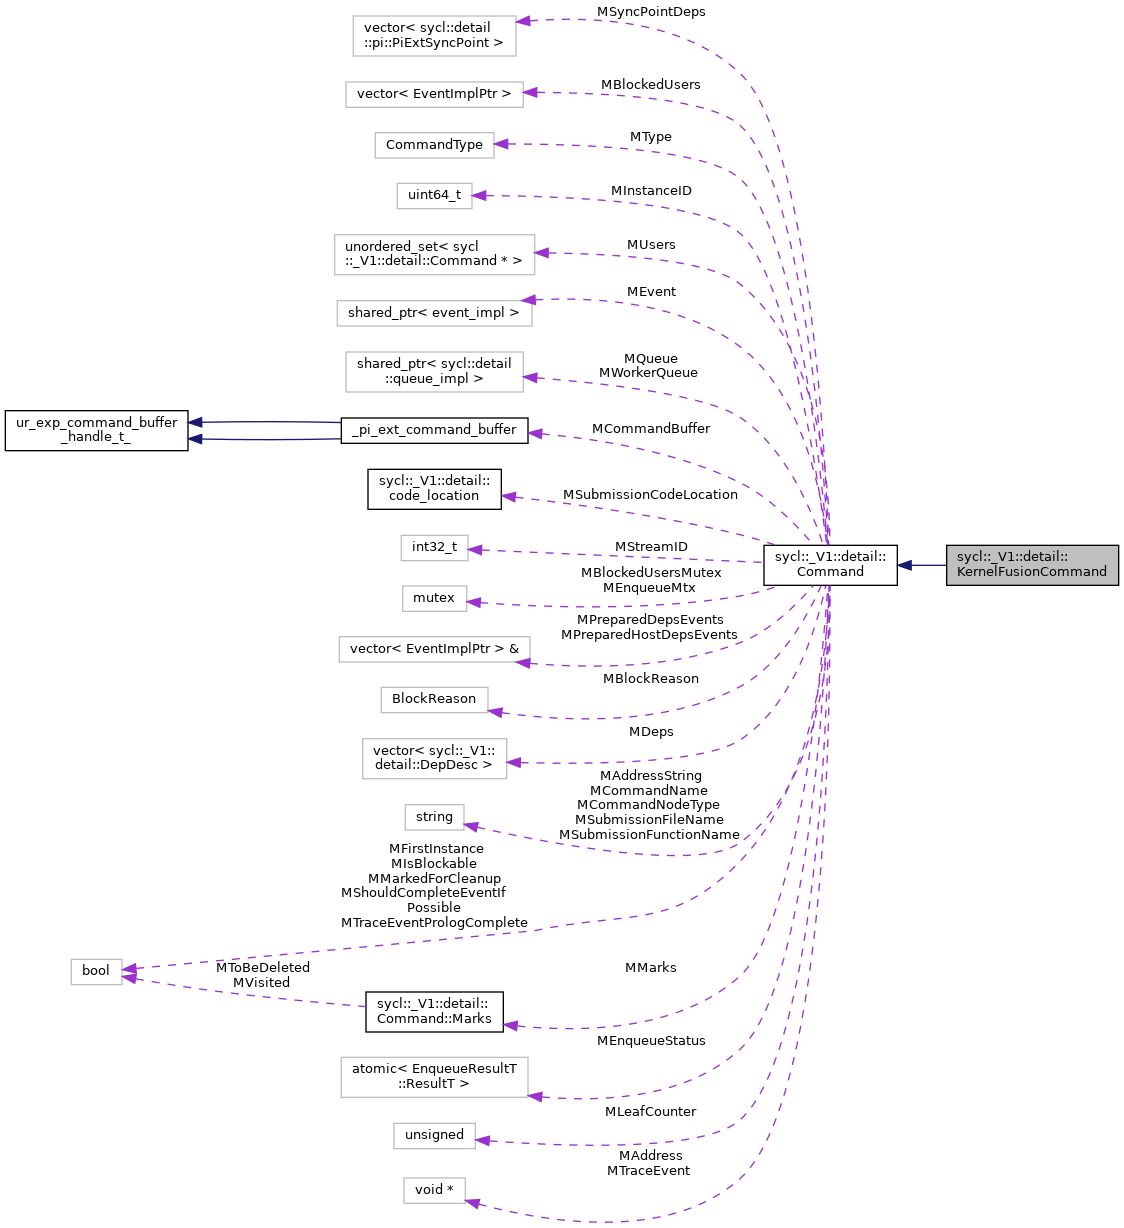 MSyncPointDeps
vector< sycl::detail
::pi::PiExtSyncPoint >
MBlockedUsers
vector< EventImplPtr >
MType
CommandType
MInstanceID
uint64_t
MUsers
unordered_set< sycl
::_V1::detail::Command * >
MEvent
shared_ptr< event_impl >
MQueue
MWorkerQueue
shared_ptr< sycl::detail
::queue_impl >
ur_exp_command_buffer
_handle_t_
_pi_ext_command_buffer
MCommandBuffer
sycl::_V1::detail::
code_location
MSubmissionCodeLocation
int32_t
MStreamID
sycl::_V1::detail::
Command
sycl::_V1::detail::
KernelFusionCommand
MBlockedUsersMutex
MEnqueueMtx
mutex
MPreparedDepsEvents
MPreparedHostDepsEvents
vector< EventImplPtr > &
MBlockReason
BlockReason
MDeps
vector< sycl::_V1::
detail::DepDesc >
MAddressString
MCommandName
MCommandNodeType
MSubmissionFileName
MSubmissionFunctionName
string
MFirstInstance
MIsBlockable
MMarkedForCleanup
MShouldCompleteEventIf
Possible
MTraceEventPrologComplete
bool
MToBeDeleted
MVisited
MMarks
sycl::_V1::detail::
Command::Marks
MEnqueueStatus
atomic< EnqueueResultT
::ResultT >
MLeafCounter
unsigned
MAddress
MTraceEvent
void *